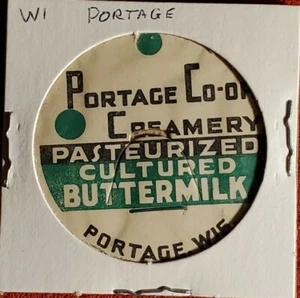 WI PORTAGE
PORTAGE CO-OP
CREAMERY
PASTEURIZED
CULTURED
BUTTERMILK
PORTAGE, WIS.